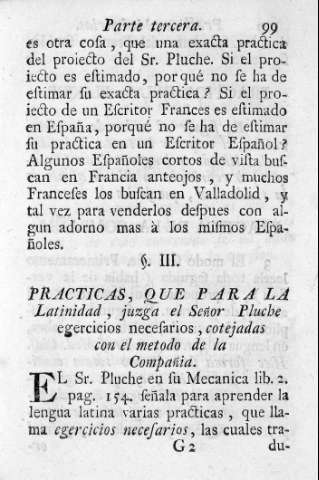 Parte tercera. 99
es otra cosa, que una exacta practica
del proiecto del Sr. Pluche. Si el pro-
iecto es estimado, porqué no se ha de
estimar su exacta practica? Si el pro-
iecto de un Escritor Frances es estimado
en España, porqué no se ha de estimar
su practica en un Escritor Español?
Algunos Españoles cortos de vista bus-
can en Francia anteojos, y muchos
Franceses los buscan en Valladolid, y
tal vez para venderlos despues con al-
gun adorno mas à los mismos Espa-
ñoles.
§. III.
PRACTICAS, QUE PARA LA
Latinidad, juzga el Señor Pluche
egercicios necesarios, cotejadas
con el metodo de la
Compañia.
EL Sr. Pluche en su Mecanica lib. 2.
pag. 154. señala para aprender la
lengua latina varias practicas, que lla-
ma egercicios necesarios, las cuales tra-
G 2 du-